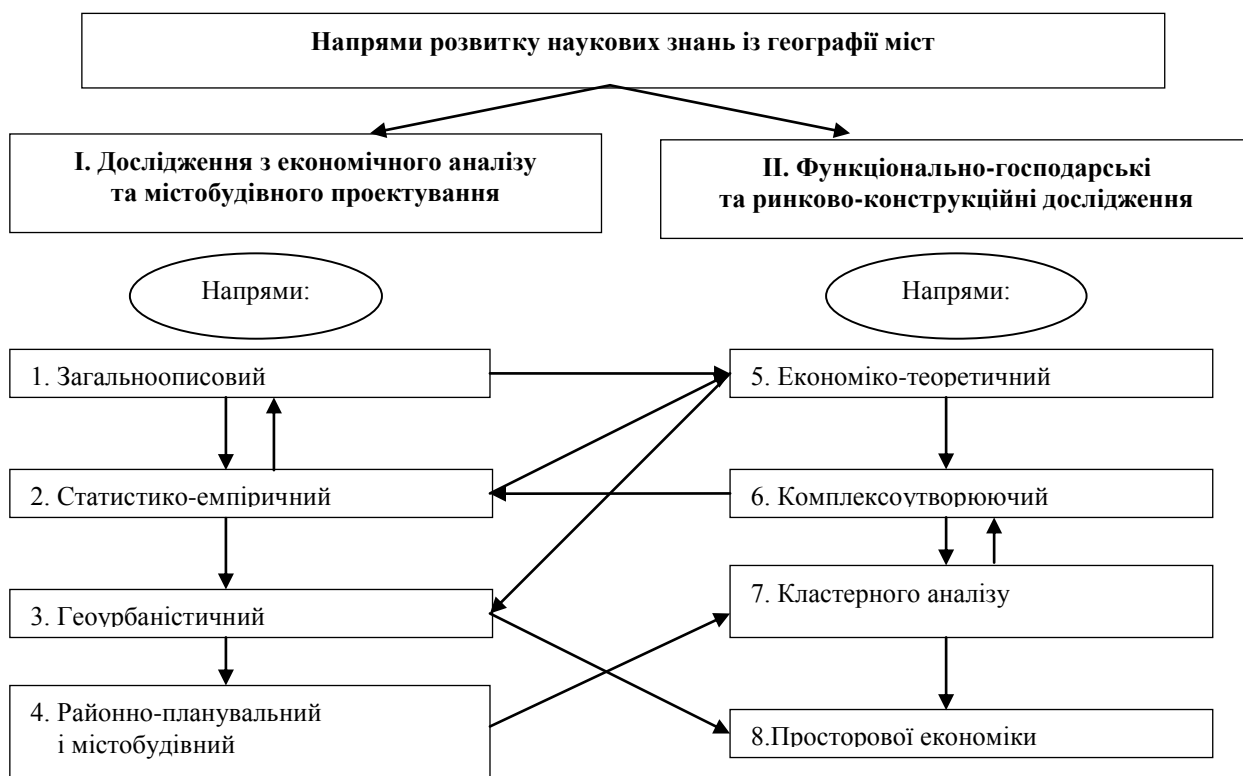 Напрями розвитку наукових знань із географії міст
І. Дослідження з економічного аналізу
та містобудівного проектування
ІІ. Функціонально-господарські
та ринково-конструкційні дослідження
Напрями:
Напрями:
1. Загальноописовий
5. Економіко-теоретичний
2. Статистико-емпіричний
6. Комплексоутворюючий
3. Геоурбаністичний
7. Кластерного аналізу
4. Районно-планувальний
і містобудівний
8.Просторової економіки